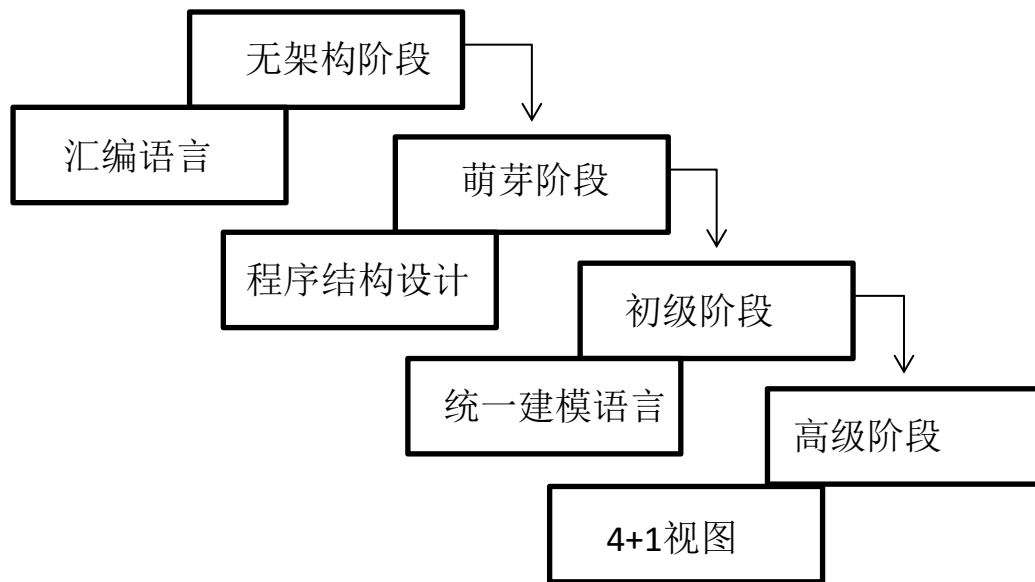 无架构阶段
汇编语言
萌芽阶段
程序结构设计
初级阶段
统一建模语言
高级阶段
4+1视图